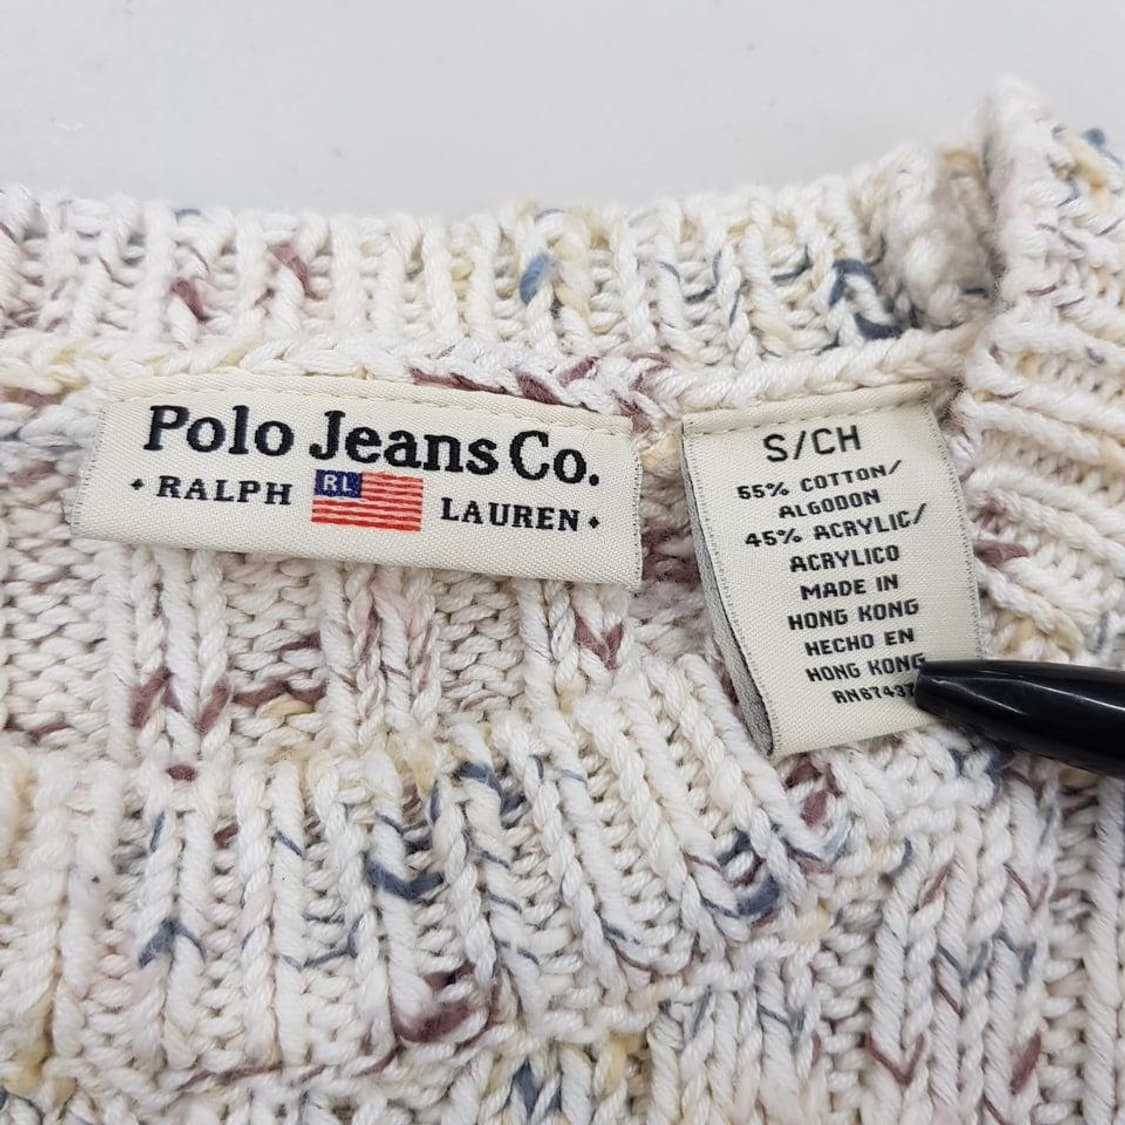 Polo Jeans Co.
RALPH RL LAUREN
S/CH
55% COTTON/
ALGODON
45% ACRYLIC/
ACRYLICO
MADE IN
HONG KONG
HECHO EN
HONG KONG